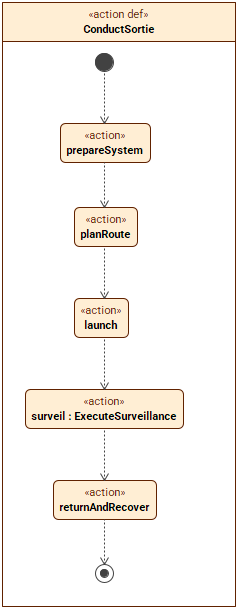 «action def»
ConductSortie
«action»
prepareSystem
«action»
planRoute
«action»
launch
«action»
surveil : ExecuteSurveillance
«action»
returnAndRecover